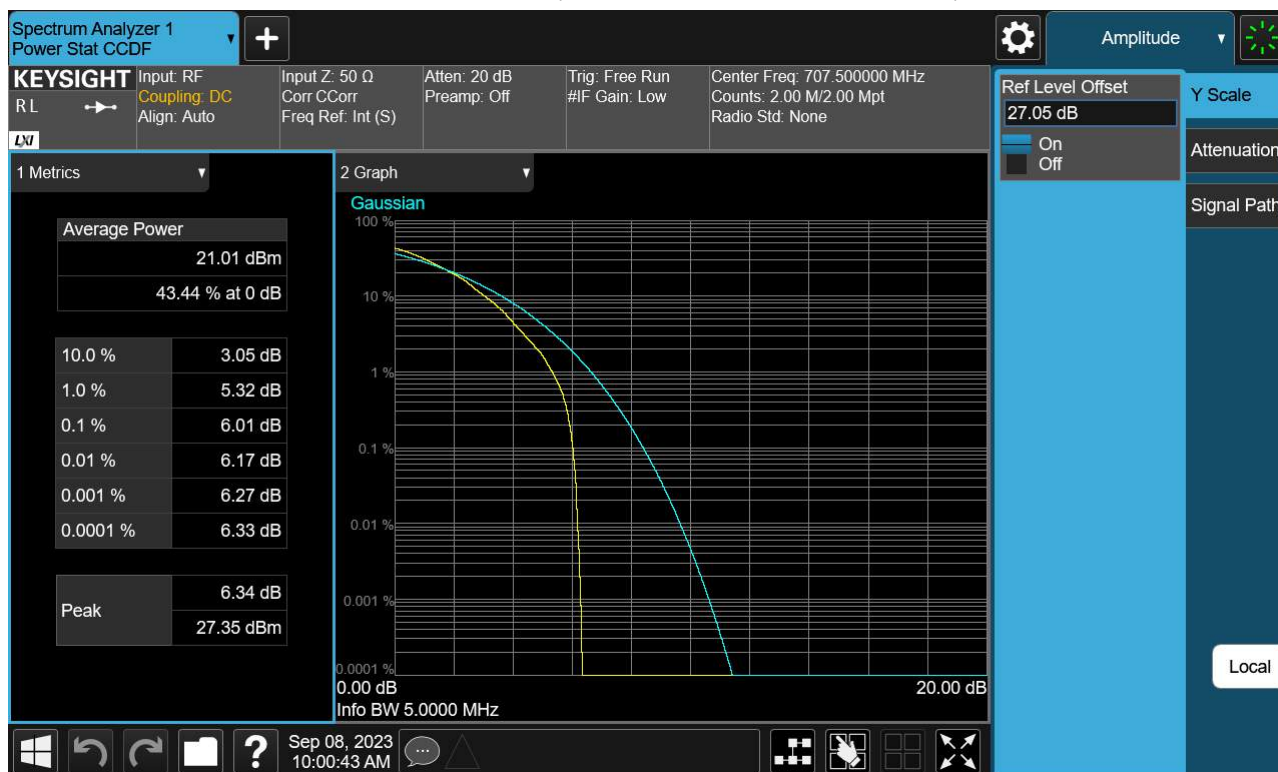 Spectrum Analyzer 1
Power Stat CCDF
Amplitude
KEYSIGHT
R L
LXI
Input: RF
Coupling: DC
Align: Auto
Input Z: 50 Ω
Corr CCorr
Freq Ref: Int (S)
Atten: 20 dB
Preamp: Off
Trig: Free Run
#IF Gain: Low
Center Freq: 707.500000 MHz
Counts: 2.00 M/2.00 Mpt
Radio Std: None
Ref Level Offset
27.05 dB
On
Off
Y Scale
Attenuation
Signal Path
Local
1 Metrics
Average Power
21.01 dBm
43.44 % at 0 dB
10.0 % 3.05 dB
1.0 % 5.32 dB
0.1 % 6.01 dB
0.01 % 6.17 dB
0.001 % 6.27 dB
0.0001 % 6.33 dB
Peak
6.34 dB
27.35 dBm
2 Graph
Gaussian
100 %
10 %
1 %
0.1 %
0.01 %
0.001 %
0.0001 %
0.00 dB 20.00 dB
Info BW 5.0000 MHz
?
Sep 08, 2023
10:00:43 AM